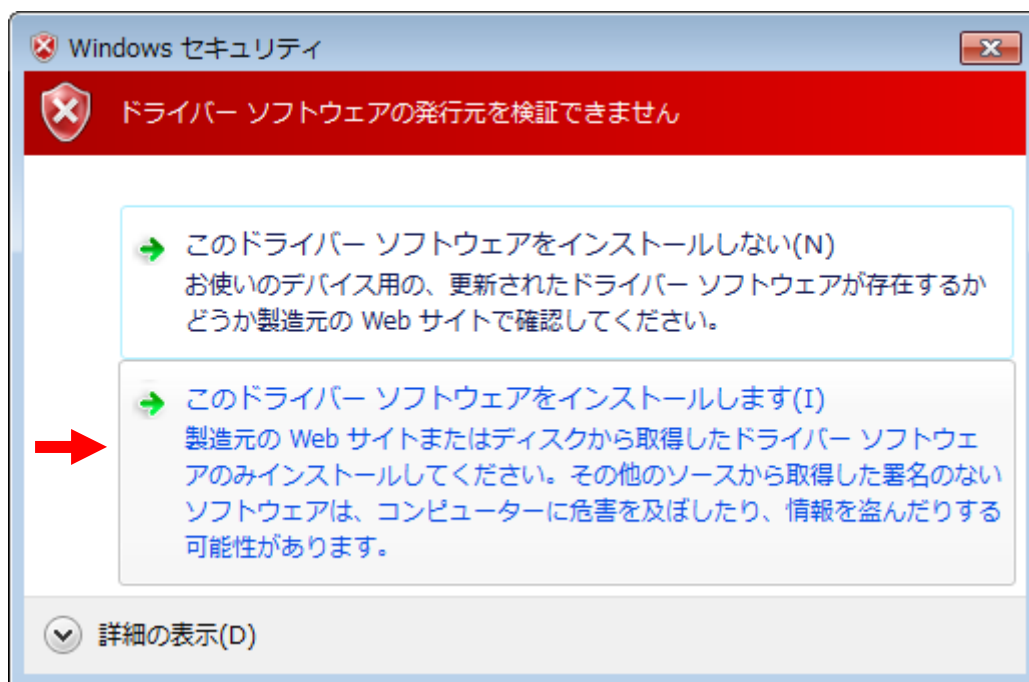 Windows セキュリティ
ドライバー ソフトウェアの発行元を検証できません
このドライバー ソフトウェアをインストールしない(N)
お使いのデバイス用の、更新されたドライバー ソフトウェアが存在するか
どうか製造元の Web サイトで確認してください。
このドライバー ソフトウェアをインストールします(I)
製造元の Web サイトまたはディスクから取得したドライバー ソフトウェ
アのみインストールしてください。その他のソースから取得した署名のない
ソフトウェアは、コンピューターに危害を及ぼしたり、情報を盗んだりする
可能性があります。
詳細の表示(D)